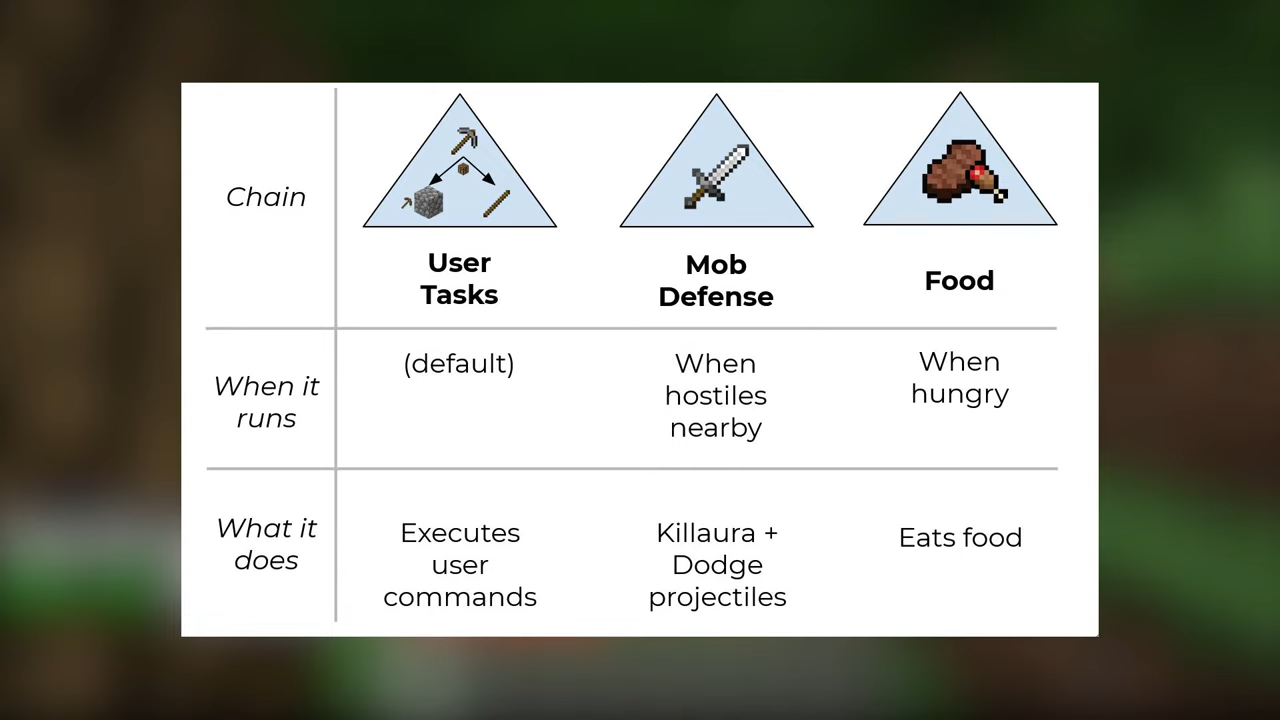 Chain
User
Tasks
Mob
Defense
Food
When it
runs
(default)
When
hostiles
nearby
When
hungry
What it
does
Executes
user
commands
Killaura +
Dodge
projectiles
Eats food